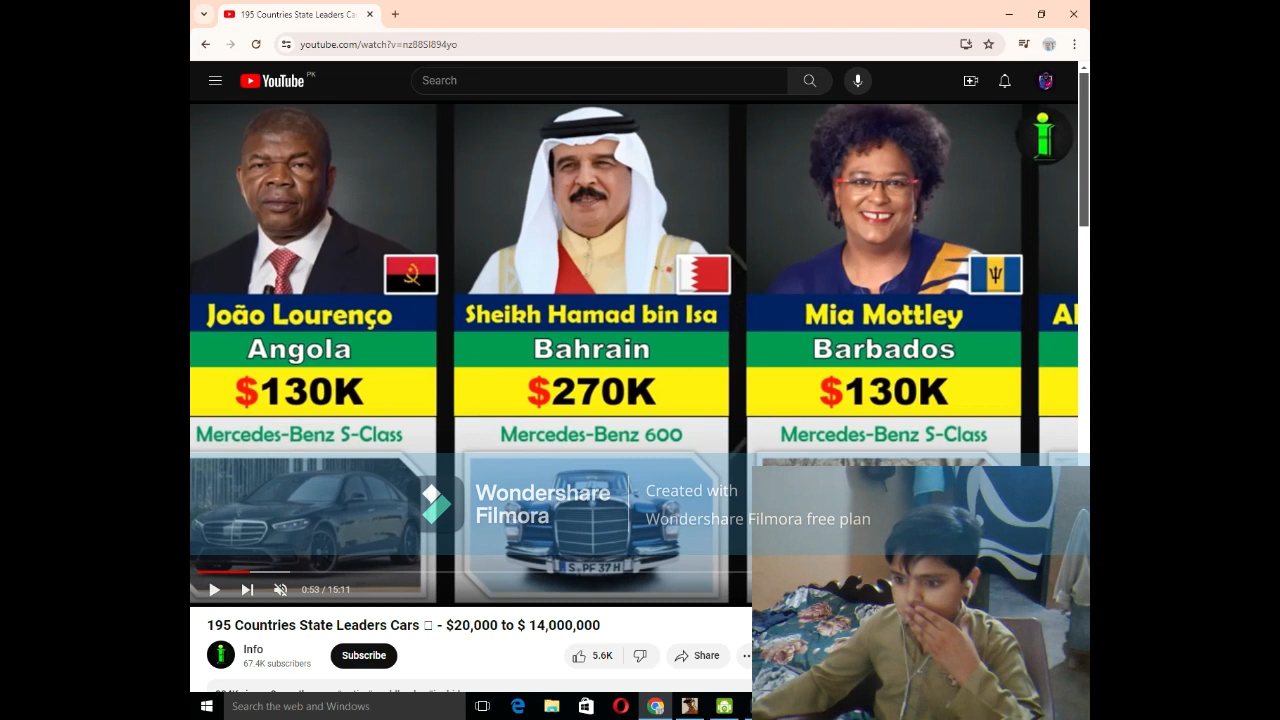 195 Countries State Leaders Ca
youtube.com/watch?v=nz88Sl894yo
YouTube PK
Search
João Lourenço
Sheikh Hamad bin Isa
Mia Mottley
Al
Angola
Bahrain
Barbados
$130K
$270K
$130K
Mercedes-Benz S-Class
Mercedes-Benz 600
Mercedes-Benz S-Class
Wondershare
Filmora
Created with
Wondershare Filmora free plan
S-PF 37 H
0:53 / 15:11
195 Countries State Leaders Cars - $20,000 to $ 14,000,000
Info
67.4K subscribers
Subscribe
5.6K
Share
Search the web and Windows